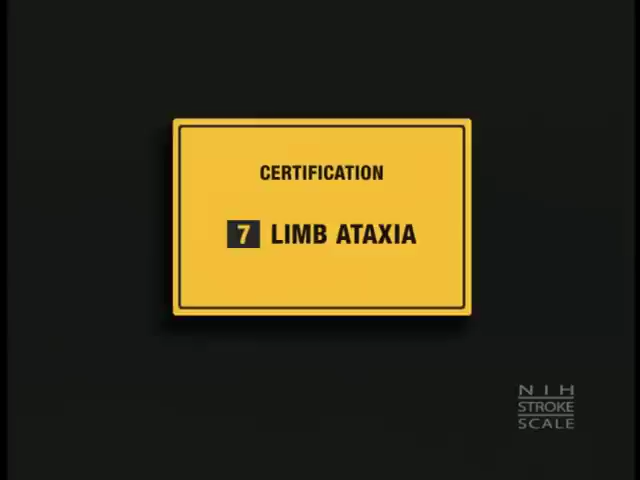 CERTIFICATION
7 LIMB ATAXIA
NIH
STROKE
SCALE